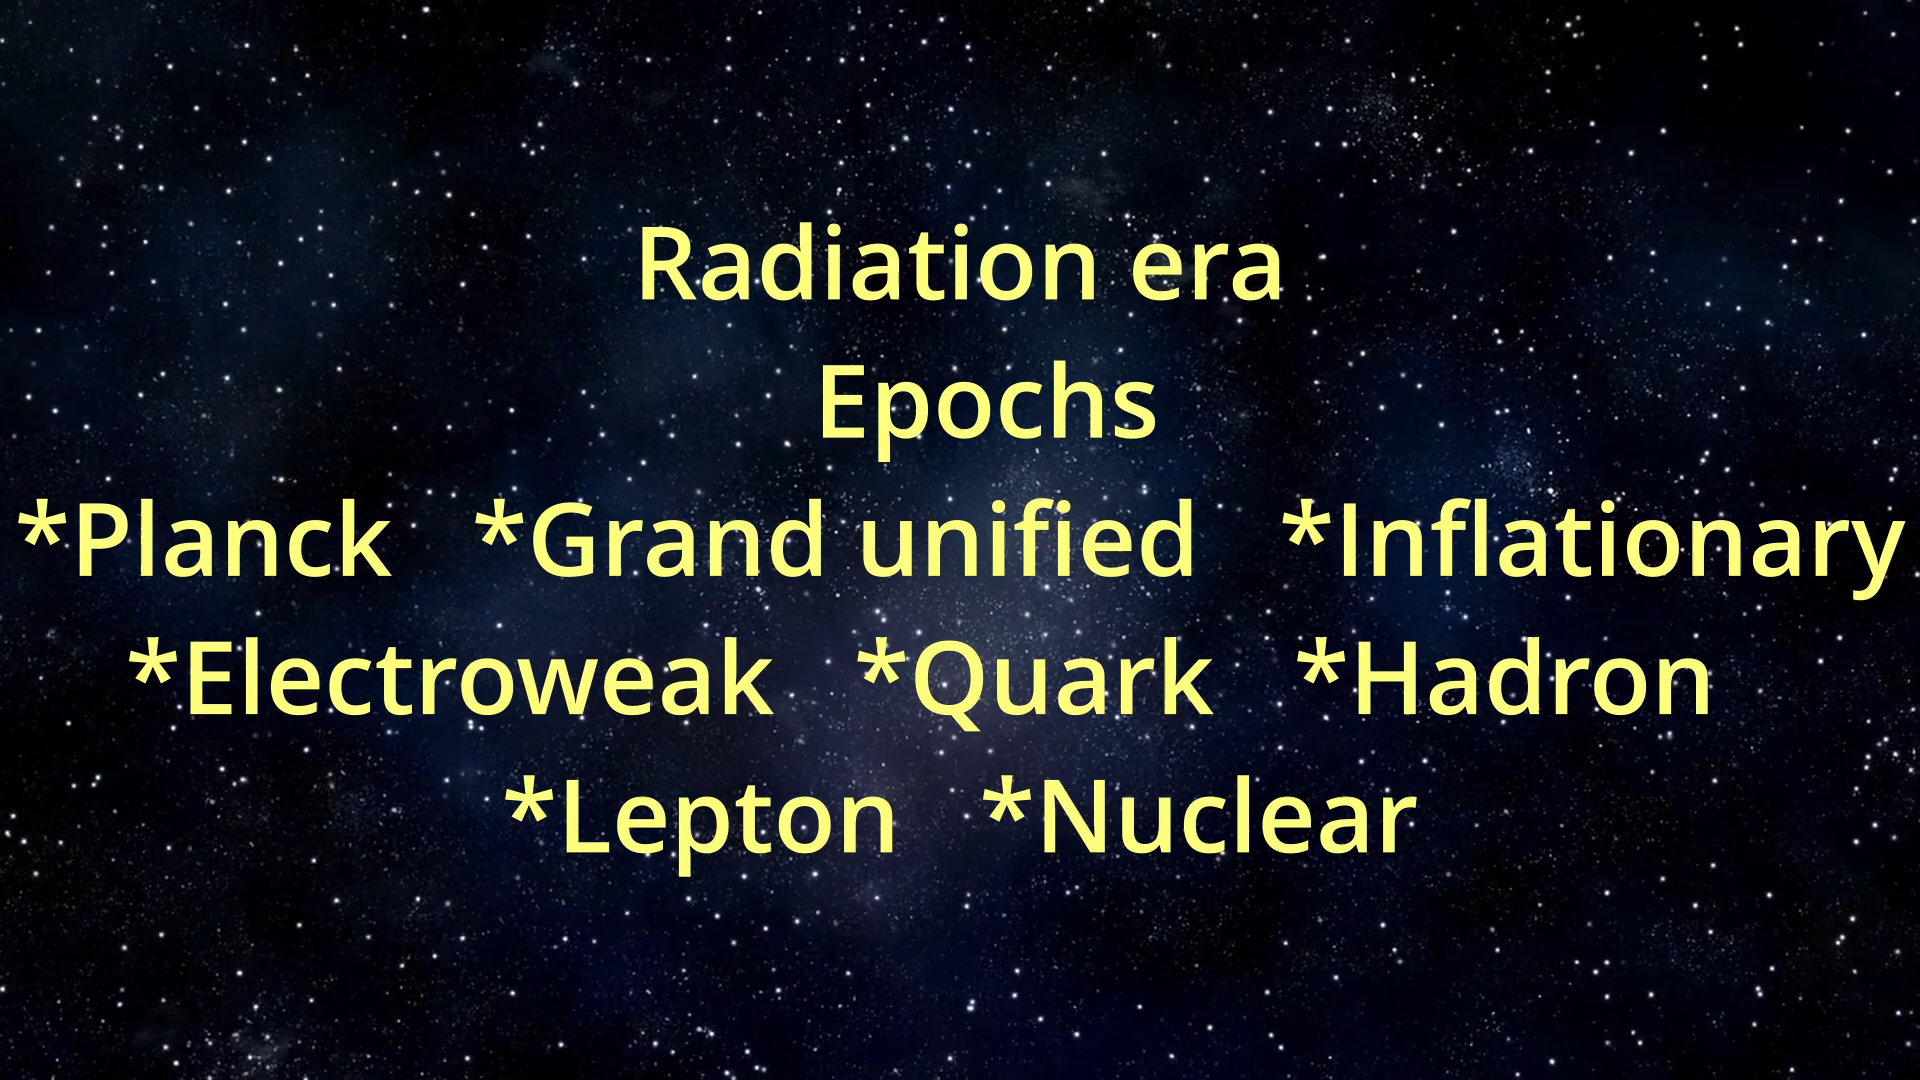 Radiation era
Epochs
*Planck *Grand unified *Inflationary
*Electroweak *Quark *Hadron
*Lepton *Nuclear